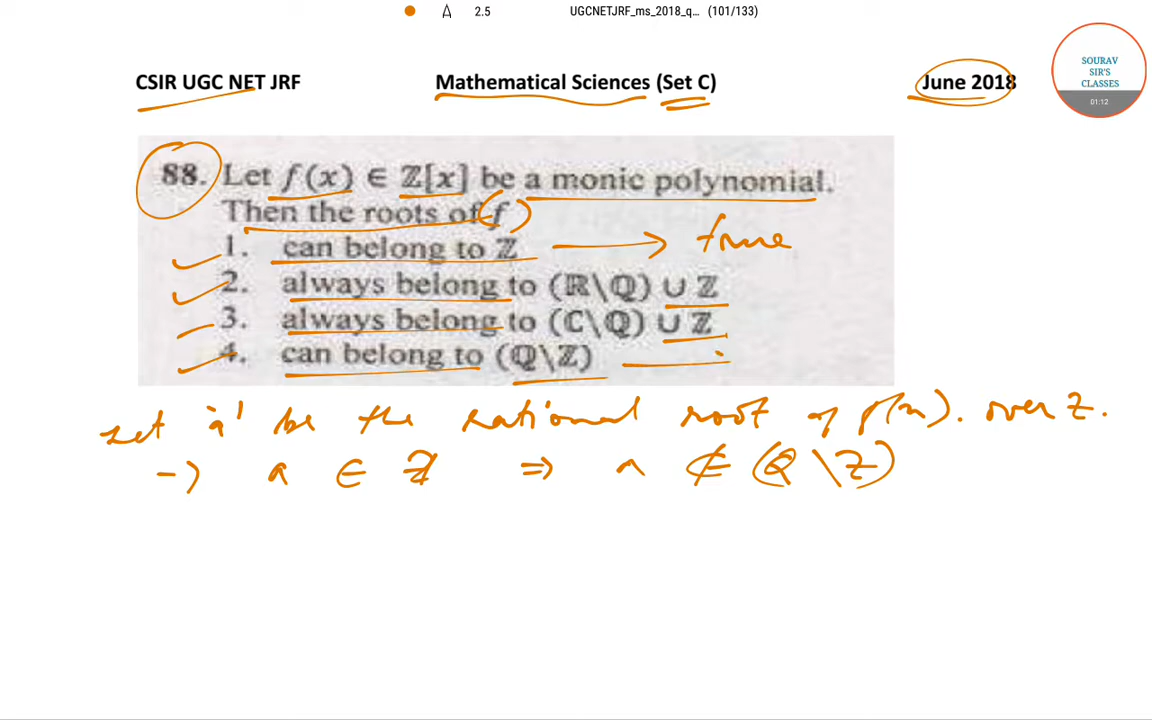 2.5 UGCNETJRF_ms_2018_q... (101/133)
CSIR UGC NET JRF Mathematical Sciences (Set C) June 2018
SOURAV
SIR'S
CLASSES
01:12
88. Let f(x) ∈ ℤ[x] be a monic polynomial.
Then the roots of f
1. can belong to ℤ → true
2. always belong to (ℝ\ℚ) ∪ ℤ
3. always belong to (ℂ\ℚ) ∪ ℤ
4. can belong to (ℚ\ℤ)
Let 'a' be the rational root of f(x). over ℤ.
→ a ∈ ℤ ⇒ a ∉ (ℚ\ℤ)